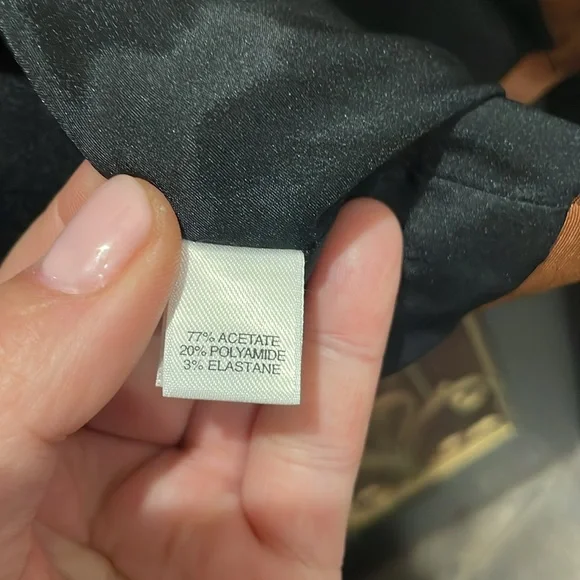 77% ACETATE
20% POLYAMIDE
3% ELASTANE